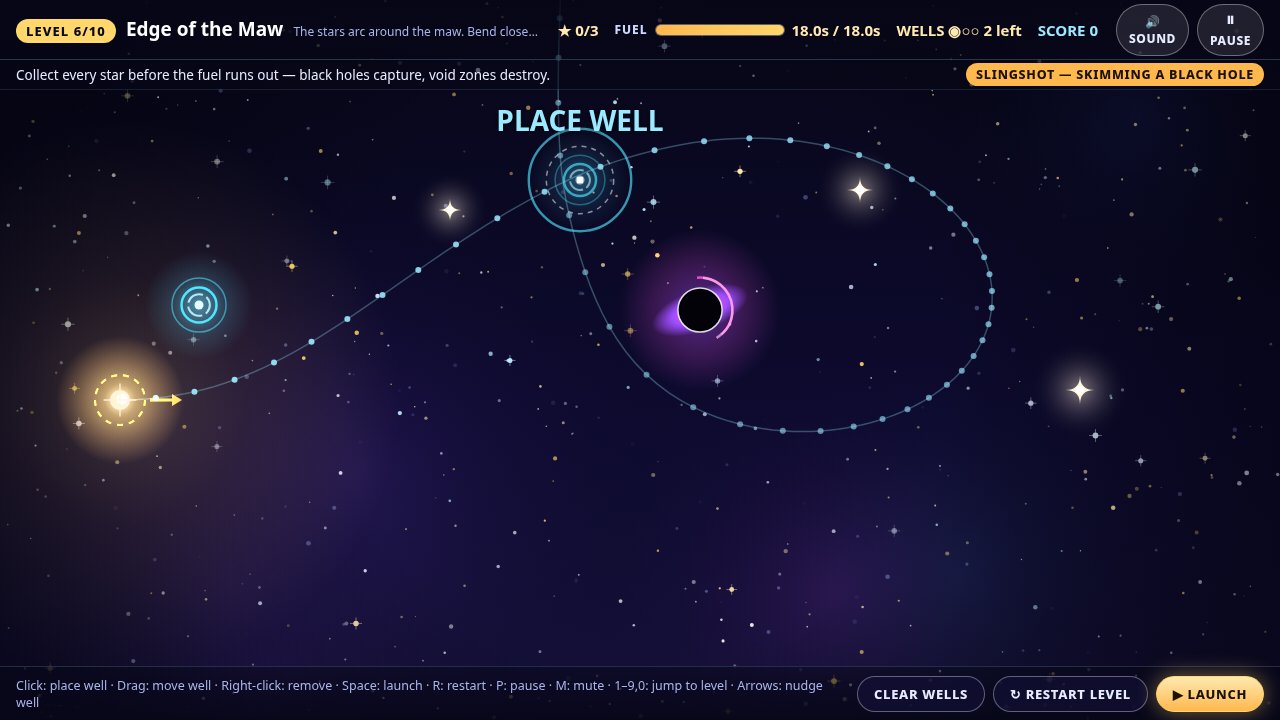 LEVEL 6/10 Edge of the Maw The stars arc around the maw. Bend close... ★ 0/3 FUEL 18.0s / 18.0s WELLS ◉○○ 2 left SCORE 0 🔊 SOUND ⏸ PAUSE
Collect every star before the fuel runs out — black holes capture, void zones destroy. SLINGSHOT — SKIMMING A BLACK HOLE
PLACE WELL
Click: place well · Drag: move well · Right-click: remove · Space: launch · R: restart · P: pause · M: mute · 1–9,0: jump to level · Arrows: nudge
well
CLEAR WELLS ↻ RESTART LEVEL ▶ LAUNCH